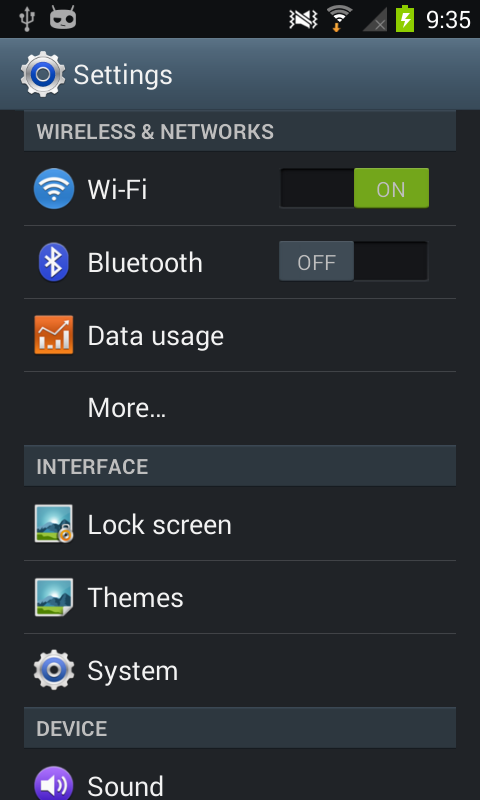 9:35
Settings
WIRELESS & NETWORKS
Wi-Fi
ON
Bluetooth
OFF
Data usage
More...
INTERFACE
Lock screen
Themes
System
DEVICE
Sound